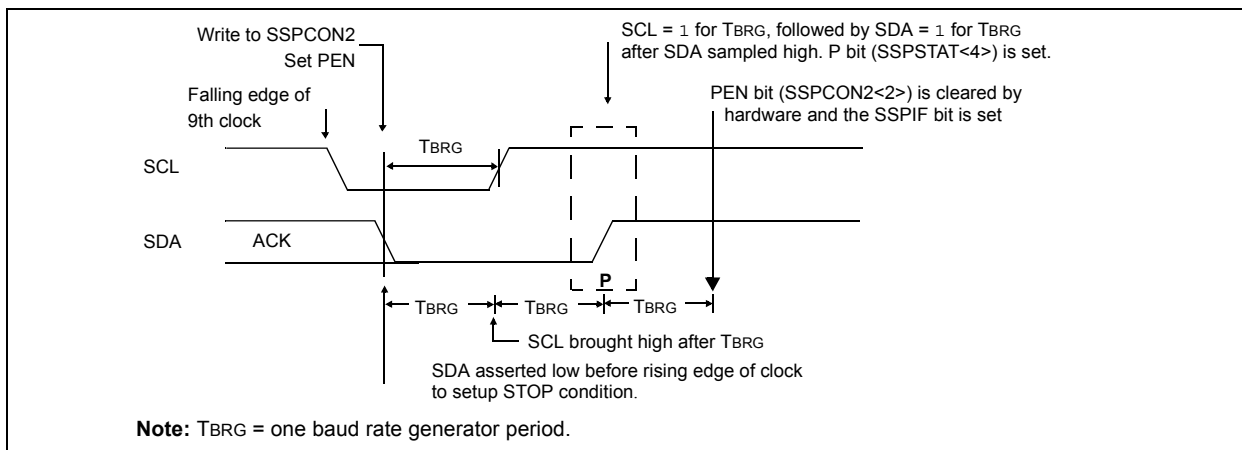 Write to SSPCON2
Set PEN
SCL = 1 for TBRG, followed by SDA = 1 for TBRG
after SDA sampled high. P bit (SSPSTAT<4>) is set.
Falling edge of
9th clock
PEN bit (SSPCON2<2>) is cleared by
hardware and the SSPIF bit is set
TBRG
SCL
SDA
ACK
P
TBRG
TBRG
TBRG
SCL brought high after TBRG
SDA asserted low before rising edge of clock
to setup STOP condition.
Note: TBRG = one baud rate generator period.